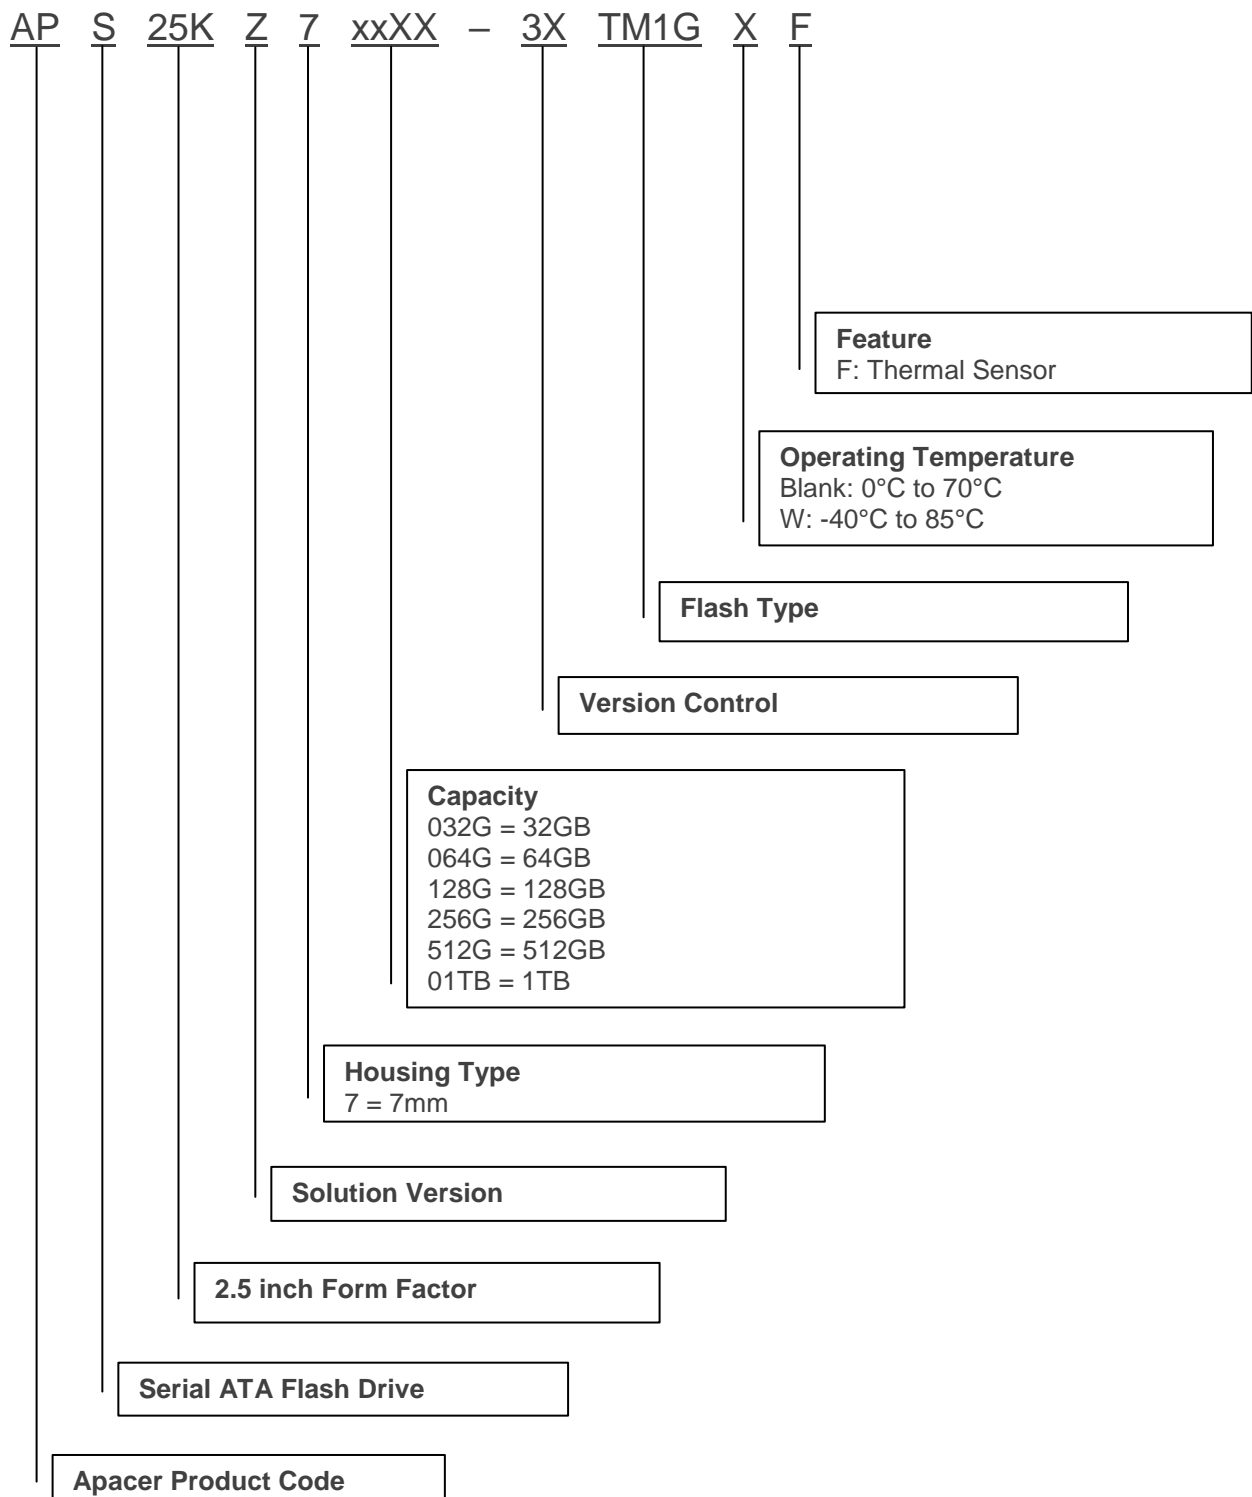 AP S 25K Z 7 xxXX – 3X TM1G X F
Feature
F: Thermal Sensor
Operating Temperature
Blank: 0°C to 70°C
W: -40°C to 85°C
Flash Type
Version Control
Capacity
032G = 32GB
064G = 64GB
128G = 128GB
256G = 256GB
512G = 512GB
01TB = 1TB
Housing Type
7 = 7mm
Solution Version
2.5 inch Form Factor
Serial ATA Flash Drive
Apacer Product Code